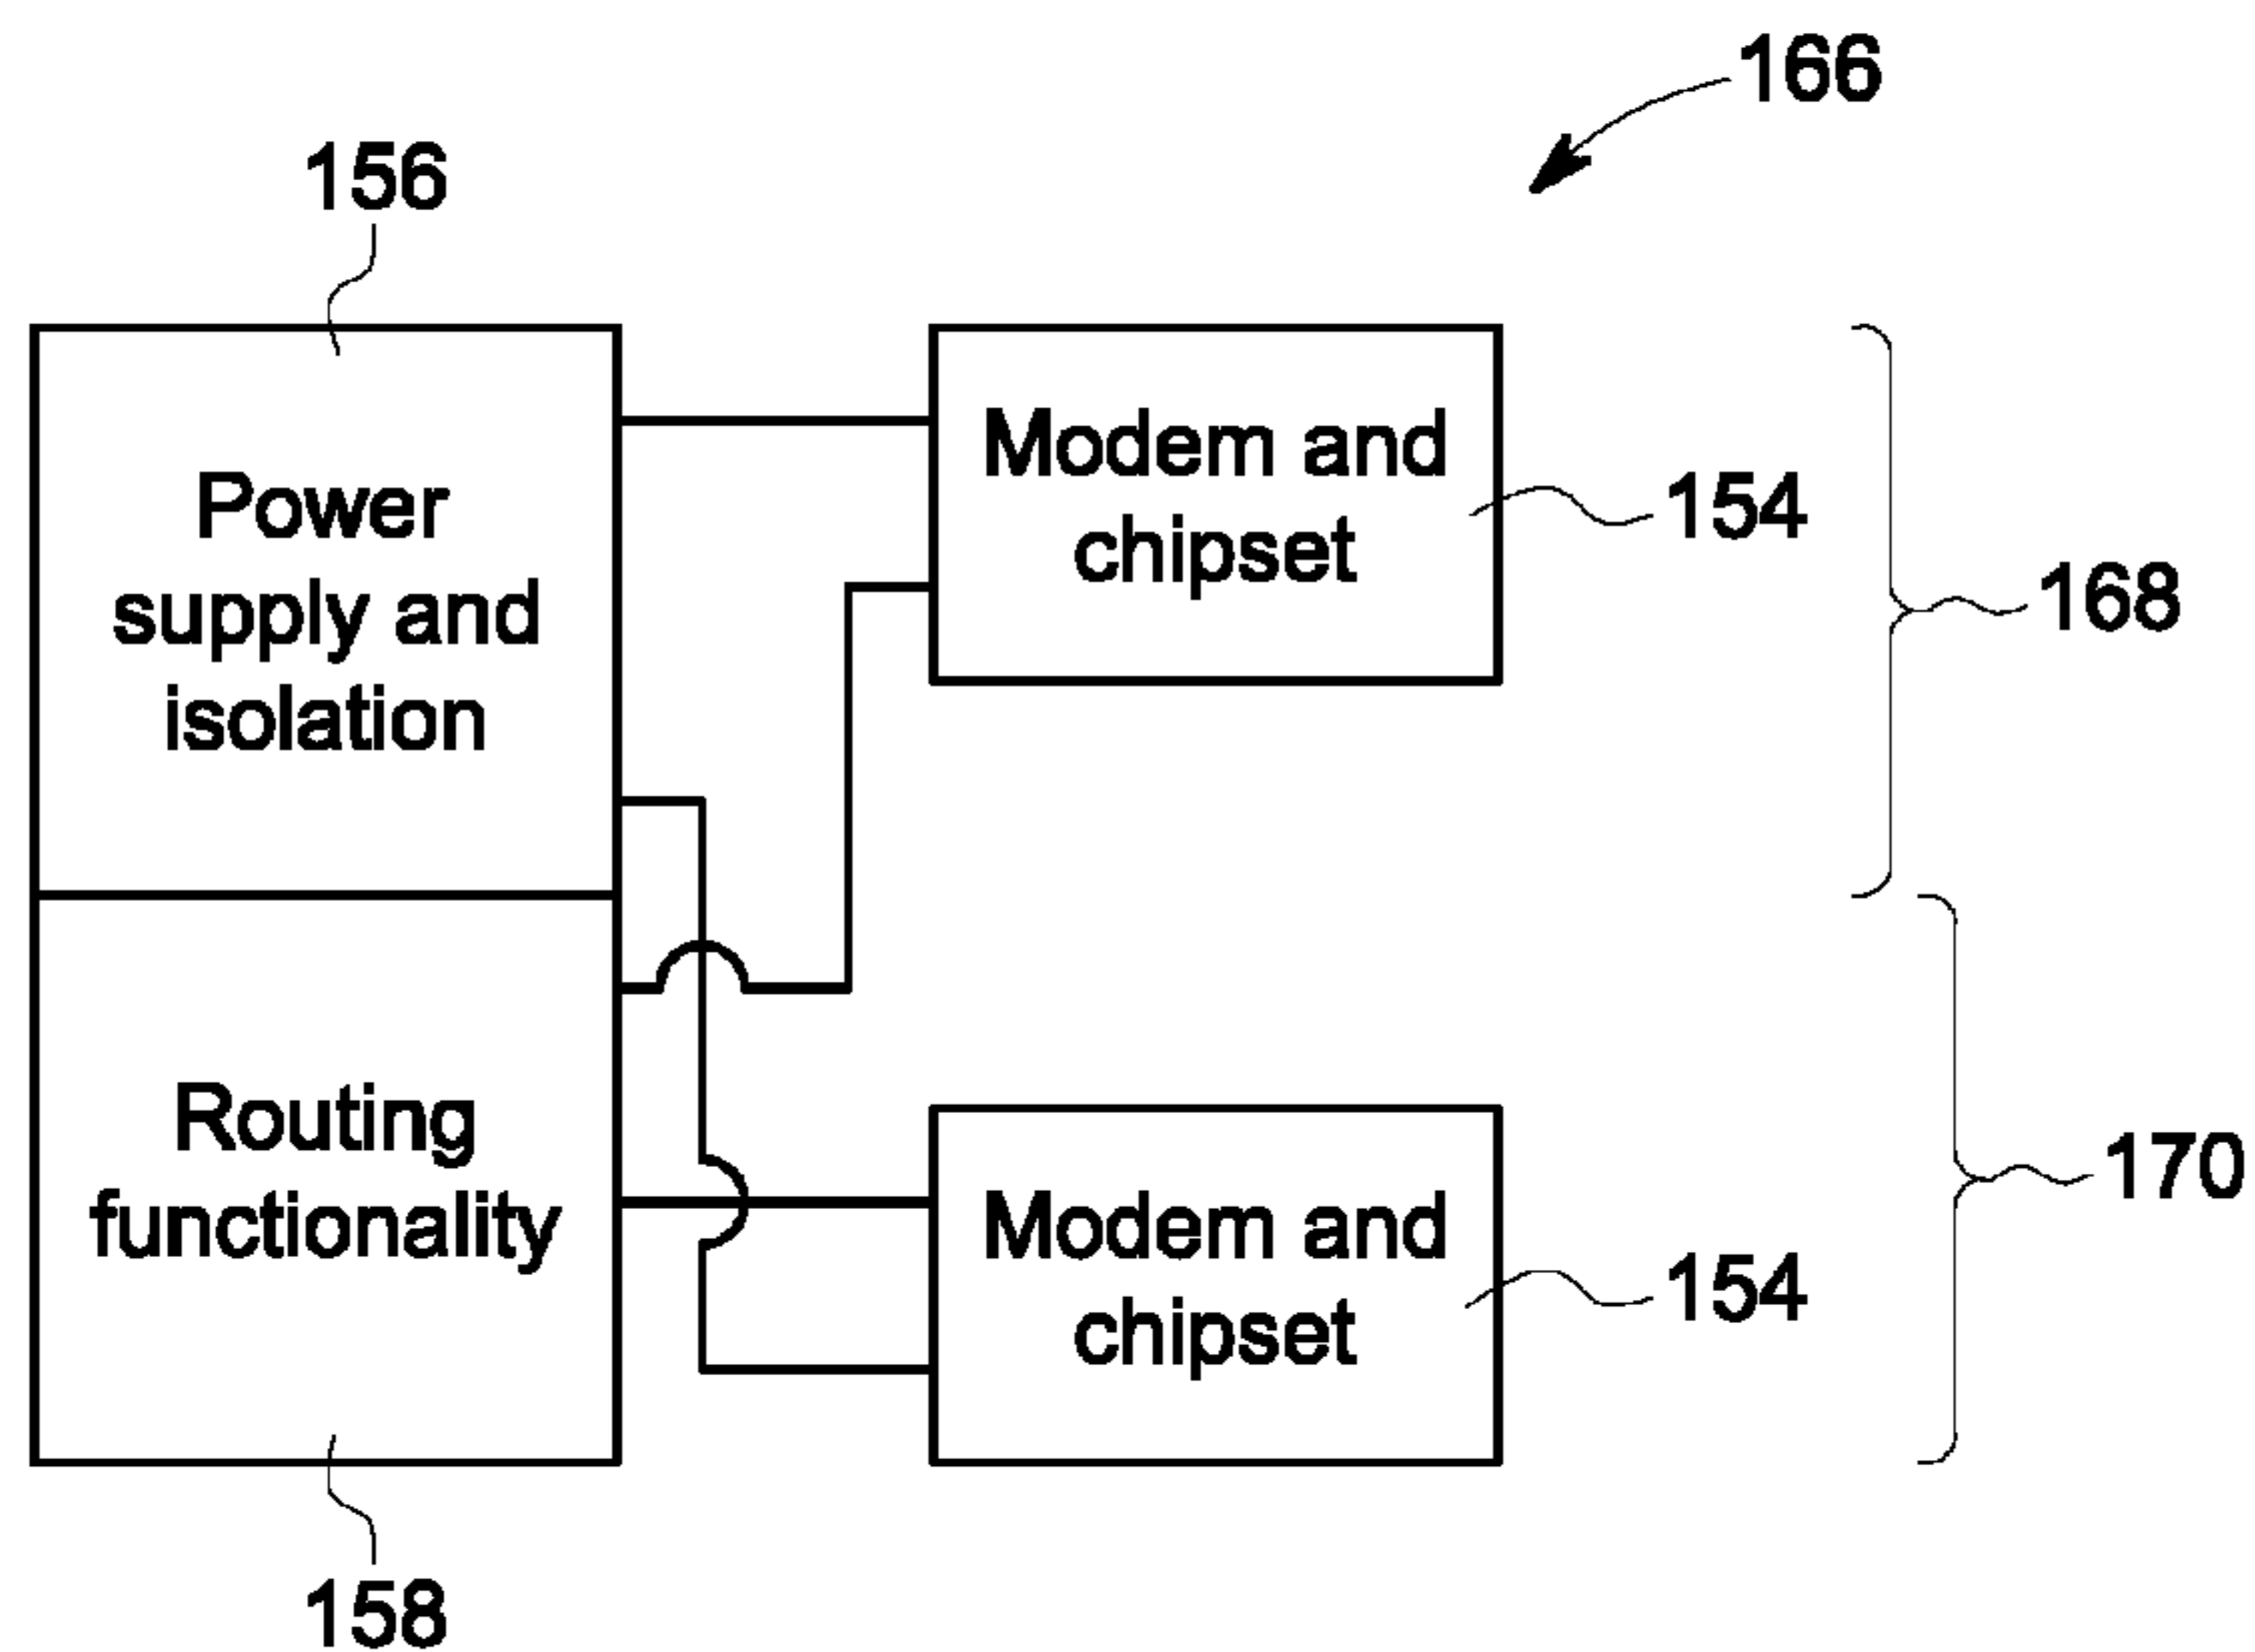 166
156
Power
supply and
isolation
Modem and
chipset
154
168
Routing
functionality
Modem and
chipset
154
170
158